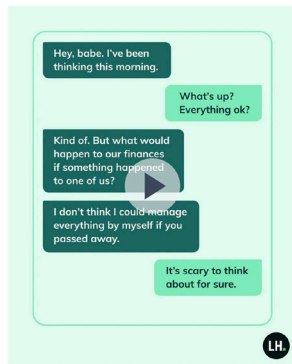 Hey, babe. I've been
thinking this morning.
What's up?
Everything ok?
Kind of. But what would
happen to our finances
if something happened
to one of us?
I don't think I could manage
everything by myself if you
passed away.
It's scary to think
about for sure.
LH.